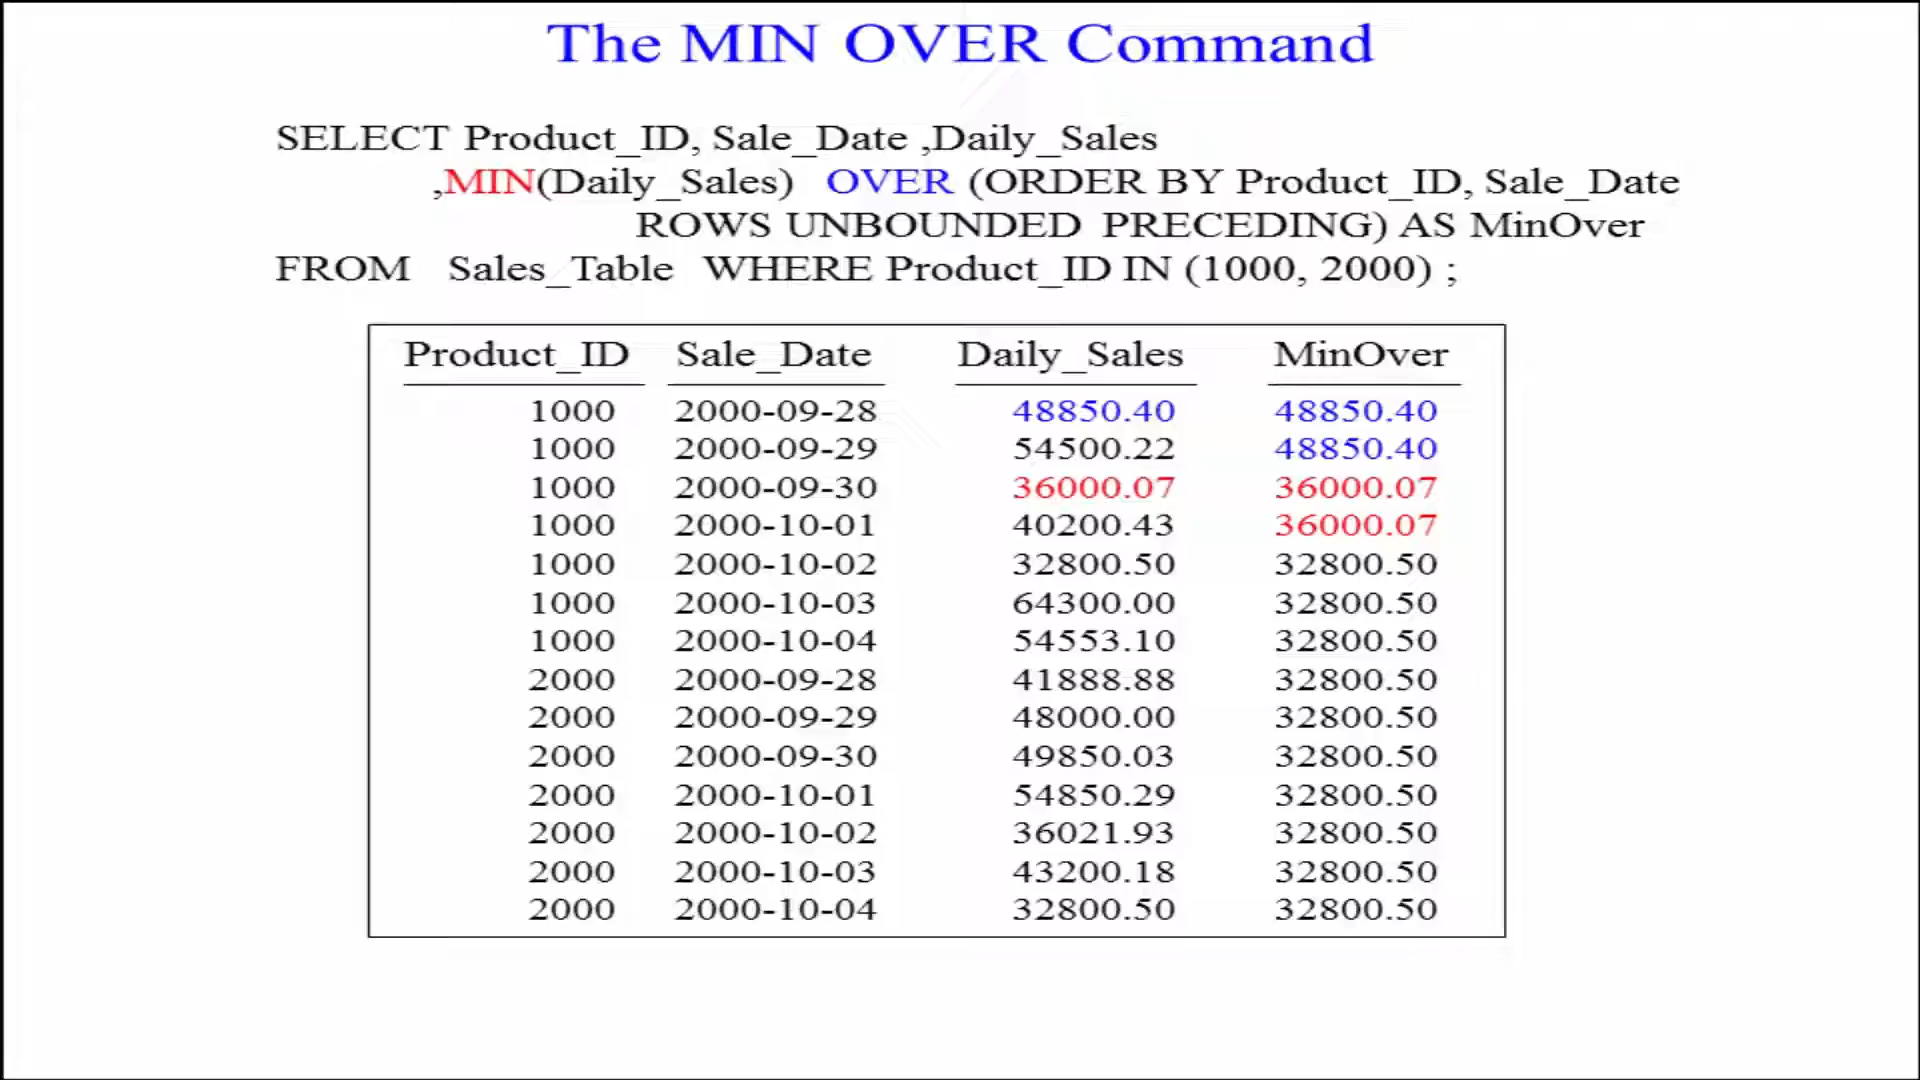 The MIN OVER Command
SELECT Product_ID, Sale_Date ,Daily_Sales
,MIN(Daily_Sales) OVER (ORDER BY Product_ID, Sale_Date
ROWS UNBOUNDED PRECEDING) AS MinOver
FROM Sales_Table WHERE Product_ID IN (1000, 2000) ;
Product_ID Sale_Date Daily_Sales MinOver
1000 2000-09-28 48850.40 48850.40
1000 2000-09-29 54500.22 48850.40
1000 2000-09-30 36000.07 36000.07
1000 2000-10-01 40200.43 36000.07
1000 2000-10-02 32800.50 32800.50
1000 2000-10-03 64300.00 32800.50
1000 2000-10-04 54553.10 32800.50
2000 2000-09-28 41888.88 32800.50
2000 2000-09-29 48000.00 32800.50
2000 2000-09-30 49850.03 32800.50
2000 2000-10-01 54850.29 32800.50
2000 2000-10-02 36021.93 32800.50
2000 2000-10-03 43200.18 32800.50
2000 2000-10-04 32800.50 32800.50